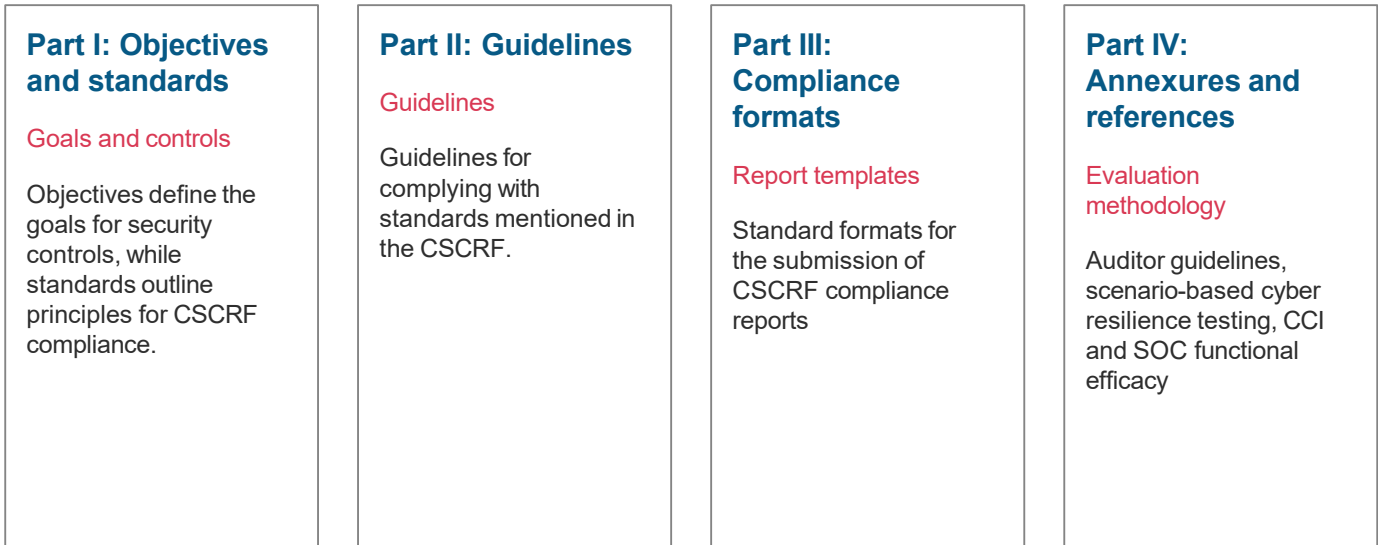 Part I: Objectives
and standards
Goals and controls
Objectives define the
goals for security
controls, while
standards outline
principles for CSCRF
compliance.
Part II: Guidelines
Guidelines
Guidelines for
complying with
standards mentioned in
the CSCRF.
Part III:
Compliance
formats
Report templates
Standard formats for
the submission of
CSCRF compliance
reports
Part IV:
Annexures and
references
Evaluation
methodology
Auditor guidelines,
scenario-based cyber
resilience testing, CCI
and SOC functional
efficacy